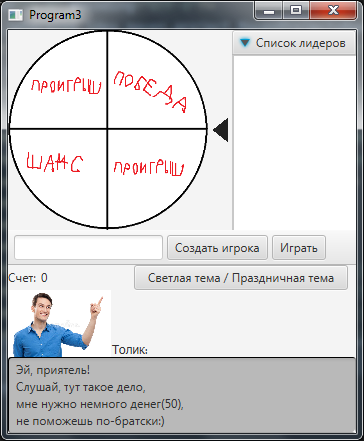 Program3
Список лидеров
ПРОИГРЫШ
ПОБЕДА
ШАНС
ПРОИГРЫШ
Создать игрока
Играть
Счет: 0
Светлая тема / Праздничная тема
Толик:
Эй, приятель!
Слушай, тут такое дело,
мне нужно немного денег(50),
не поможешь по-братски:)